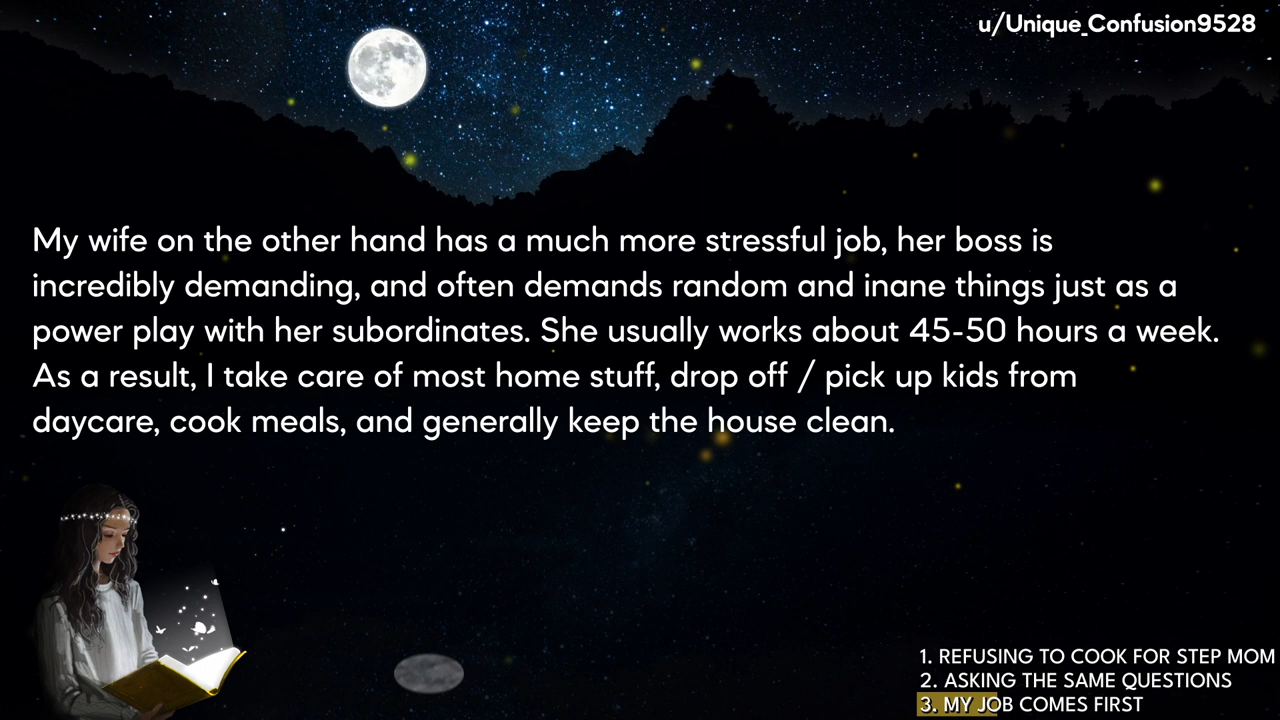 u/Unique_Confusion9528
My wife on the other hand has a much more stressful job, her boss is
incredibly demanding, and often demands random and inane things just as a
power play with her subordinates. She usually works about 45-50 hours a week.
As a result, I take care of most home stuff, drop off / pick up kids from
daycare, cook meals, and generally keep the house clean.
1. REFUSING TO COOK FOR STEP MOM
2. ASKING THE SAME QUESTIONS
3. MY JOB COMES FIRST